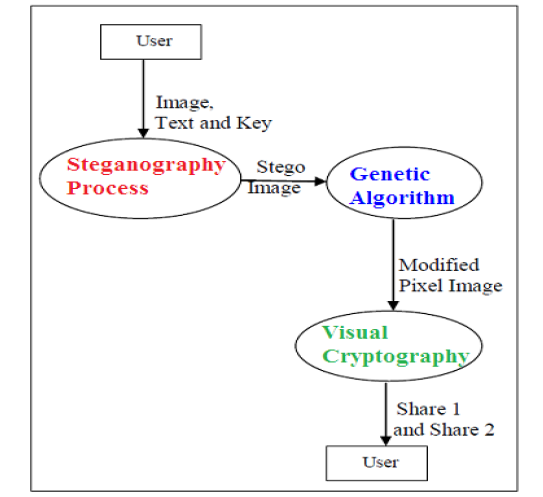 User
Image,
Text and Key
Steganography
Process
Stego
Image
Genetic
Algorithm
Modified
Pixel Image
Visual
Cryptography
Share 1
and Share 2
User